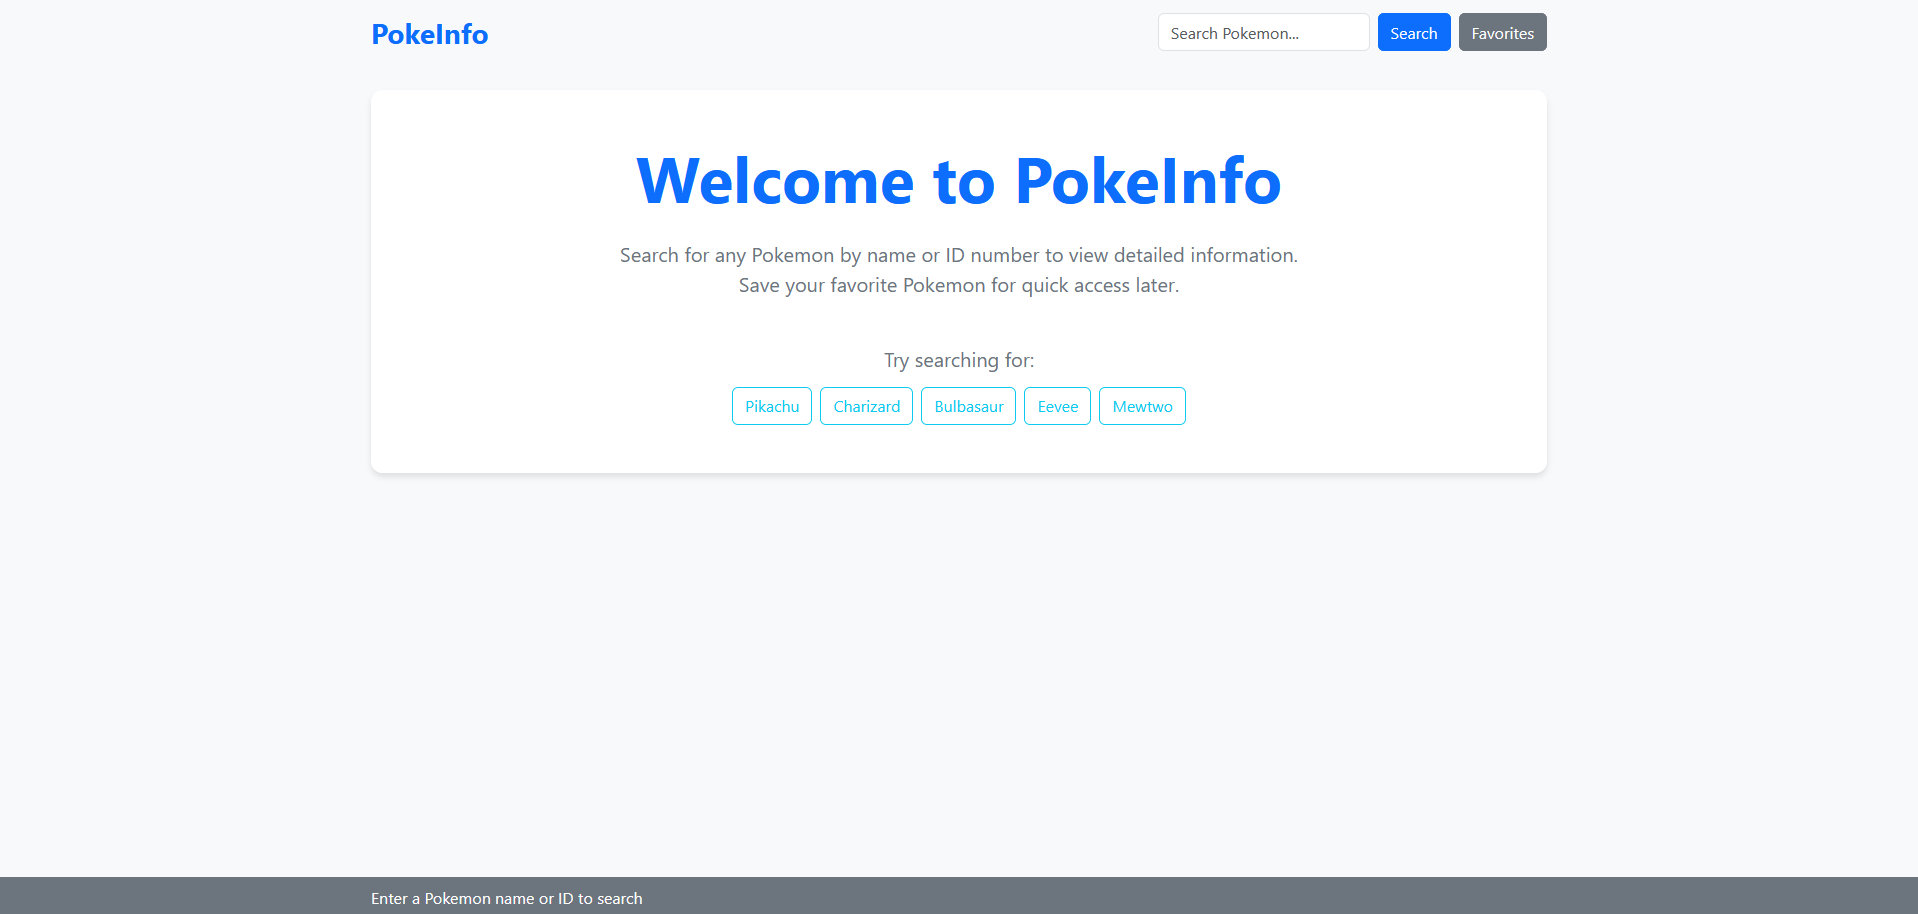 PokeInfo
Search Pokemon...
Search
Favorites
Welcome to PokeInfo
Search for any Pokemon by name or ID number to view detailed information.
Save your favorite Pokemon for quick access later.
Try searching for:
Pikachu
Charizard
Bulbasaur
Eevee
Mewtwo
Enter a Pokemon name or ID to search